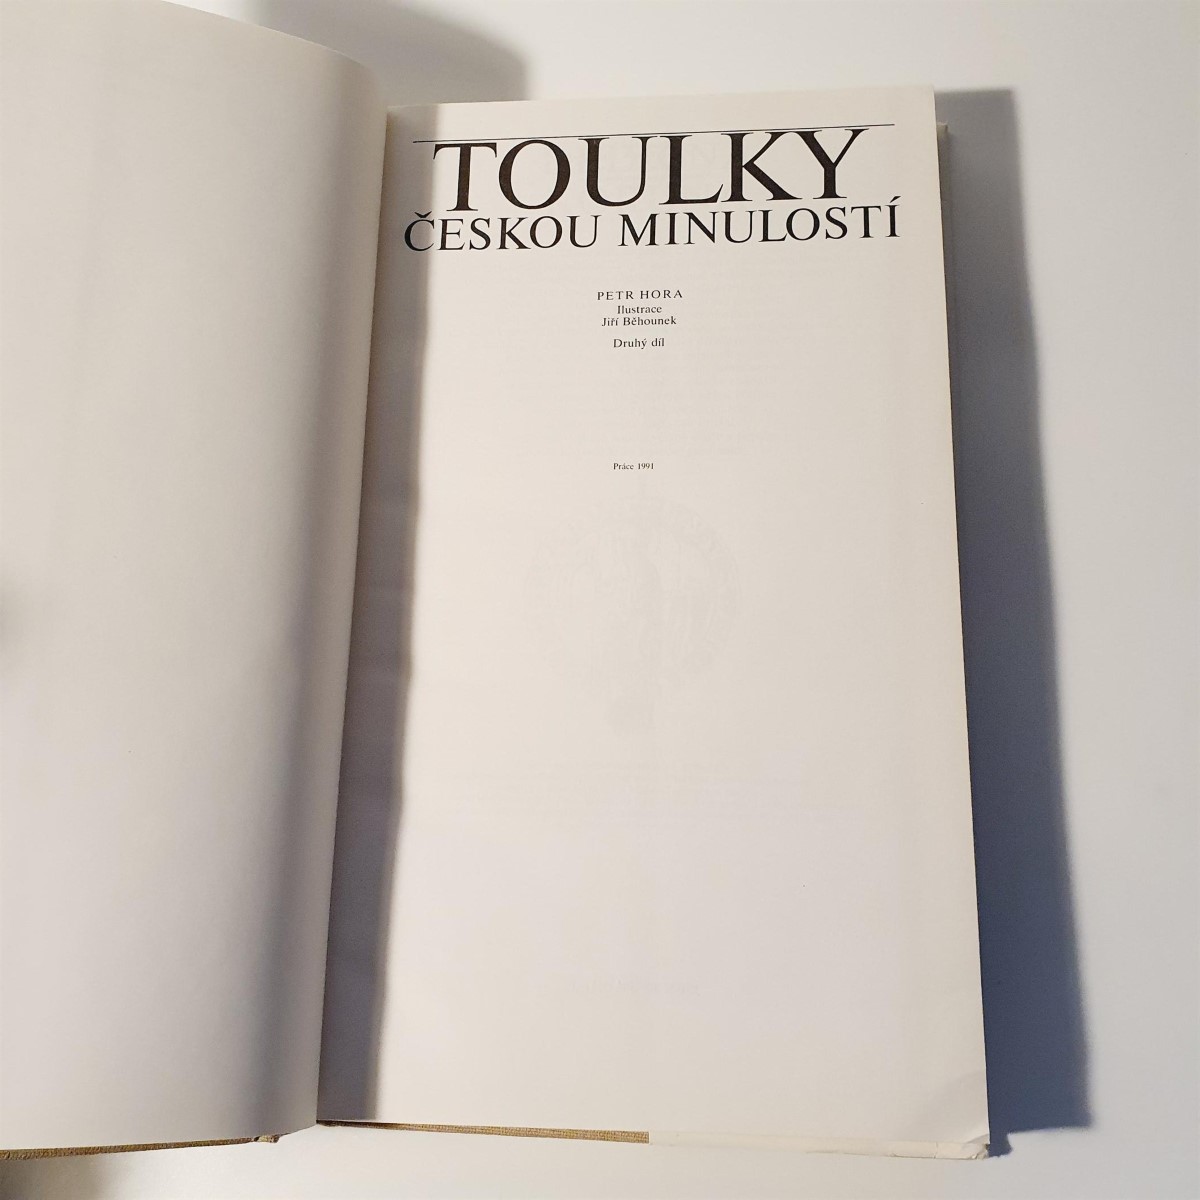 TOULKY
ČESKOU MINULOSTÍ
PETR HORA
Ilustrace
Jiří Běhounek
Druhý díl
Práce 1991